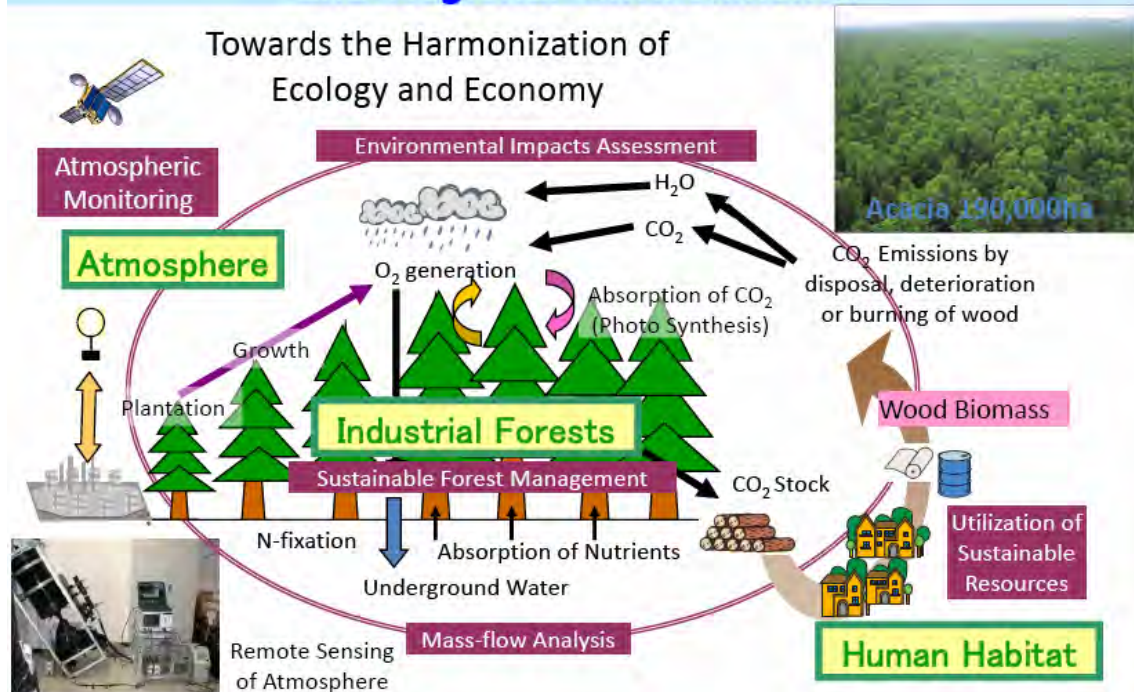 Towards the Harmonization of
Ecology and Economy
Acacia 190,000ha
Environmental Impacts Assessment
Atmospheric
Monitoring
Atmosphere
H₂O
CO₂
CO₂ Emissions by
disposal, deterioration
or burning of wood
O₂ generation
Absorption of CO₂
(Photo Synthesis)
Growth
Plantation
Industrial Forests
Sustainable Forest Management
Wood Biomass
CO₂ Stock
Utilization of
Sustainable
Resources
N-fixation
Absorption of Nutrients
Underground Water
Mass-flow Analysis
Human Habitat
Remote Sensing
of Atmosphere